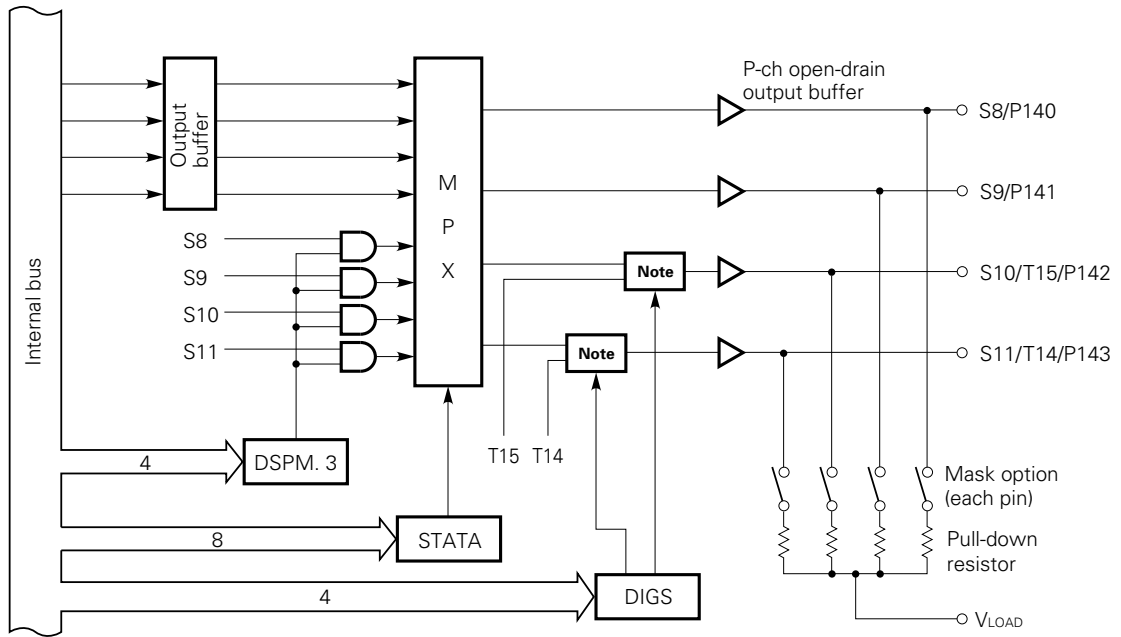 Internal bus
Output
buffer
S8
S9
S10
S11
M
P
X
P-ch open-drain
output buffer
S8/P140
S9/P141
Note
S10/T15/P142
Note
S11/T14/P143
T15
T14
4
DSPM. 3
8
STATA
4
DIGS
Mask option
(each pin)
Pull-down
resistor
VLOAD